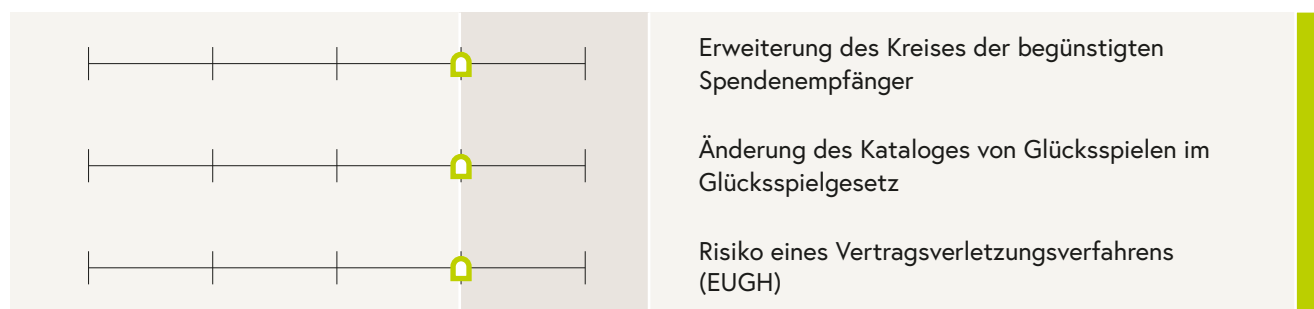 Erweiterung des Kreises der begünstigten
Spendenempfänger
Änderung des Kataloges von Glücksspielen im
Glücksspielgesetz
Risiko eines Vertragsverletzungsverfahrens
(EUGH)